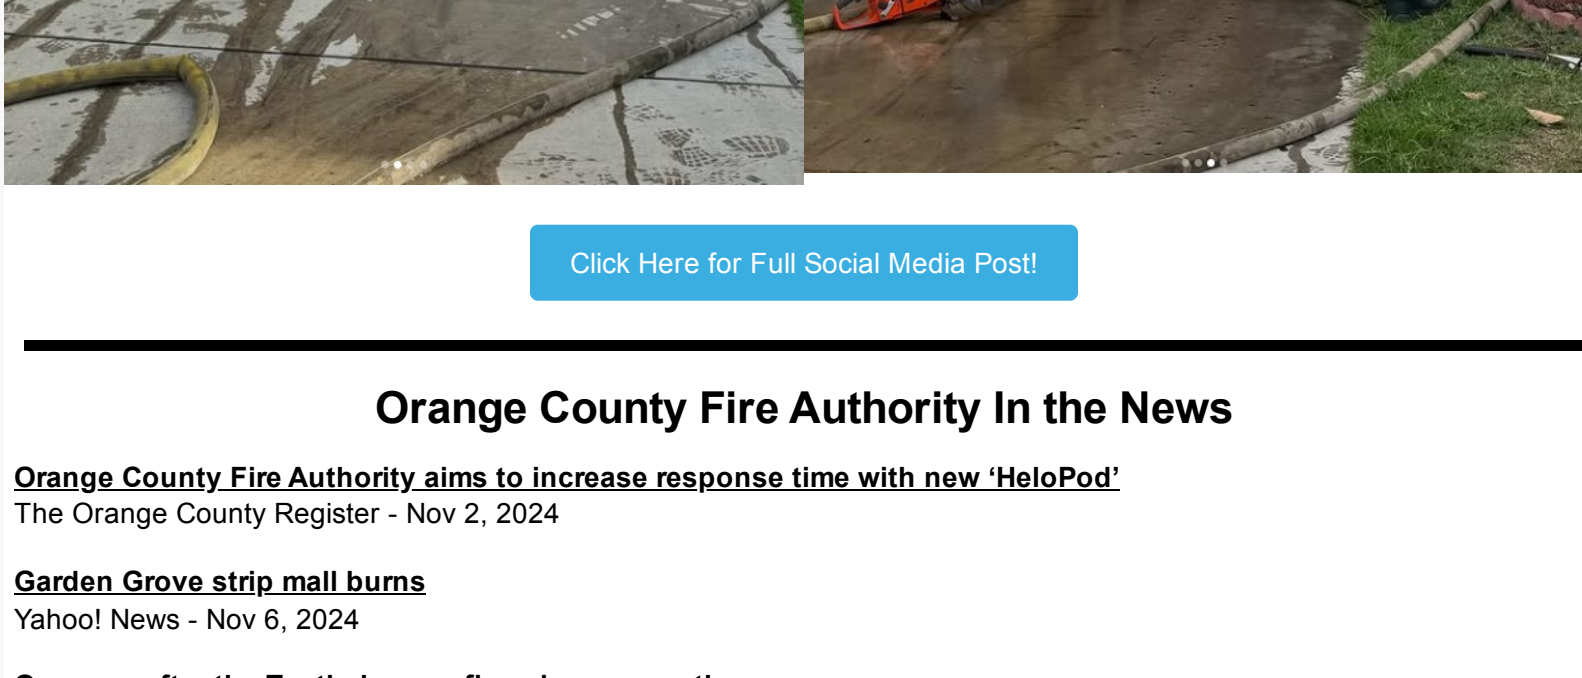 Click Here for Full Social Media Post!
Orange County Fire Authority In the News
Orange County Fire Authority aims to increase response time with new ‘HeloPod’
The Orange County Register - Nov 2, 2024
Garden Grove strip mall burns
Yahoo! News - Nov 6, 2024